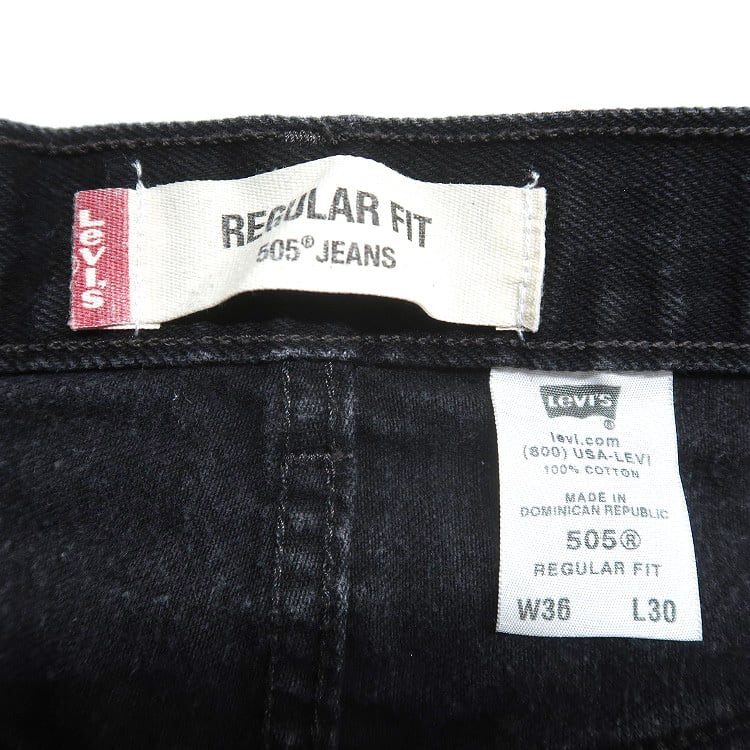 LEVI'S
REGULAR FIT
505® JEANS
LEVI'S
®
levi.com
(800) USA-LEVI
100% COTTON
MADE IN
DOMINICAN REPUBLIC
505®
REGULAR FIT
W36 L30